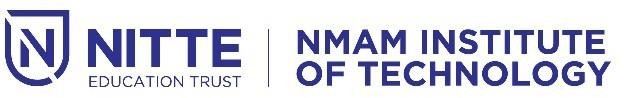 N NITTE
EDUCATION TRUST
NMAM INSTITUTE
OF TECHNOLOGY